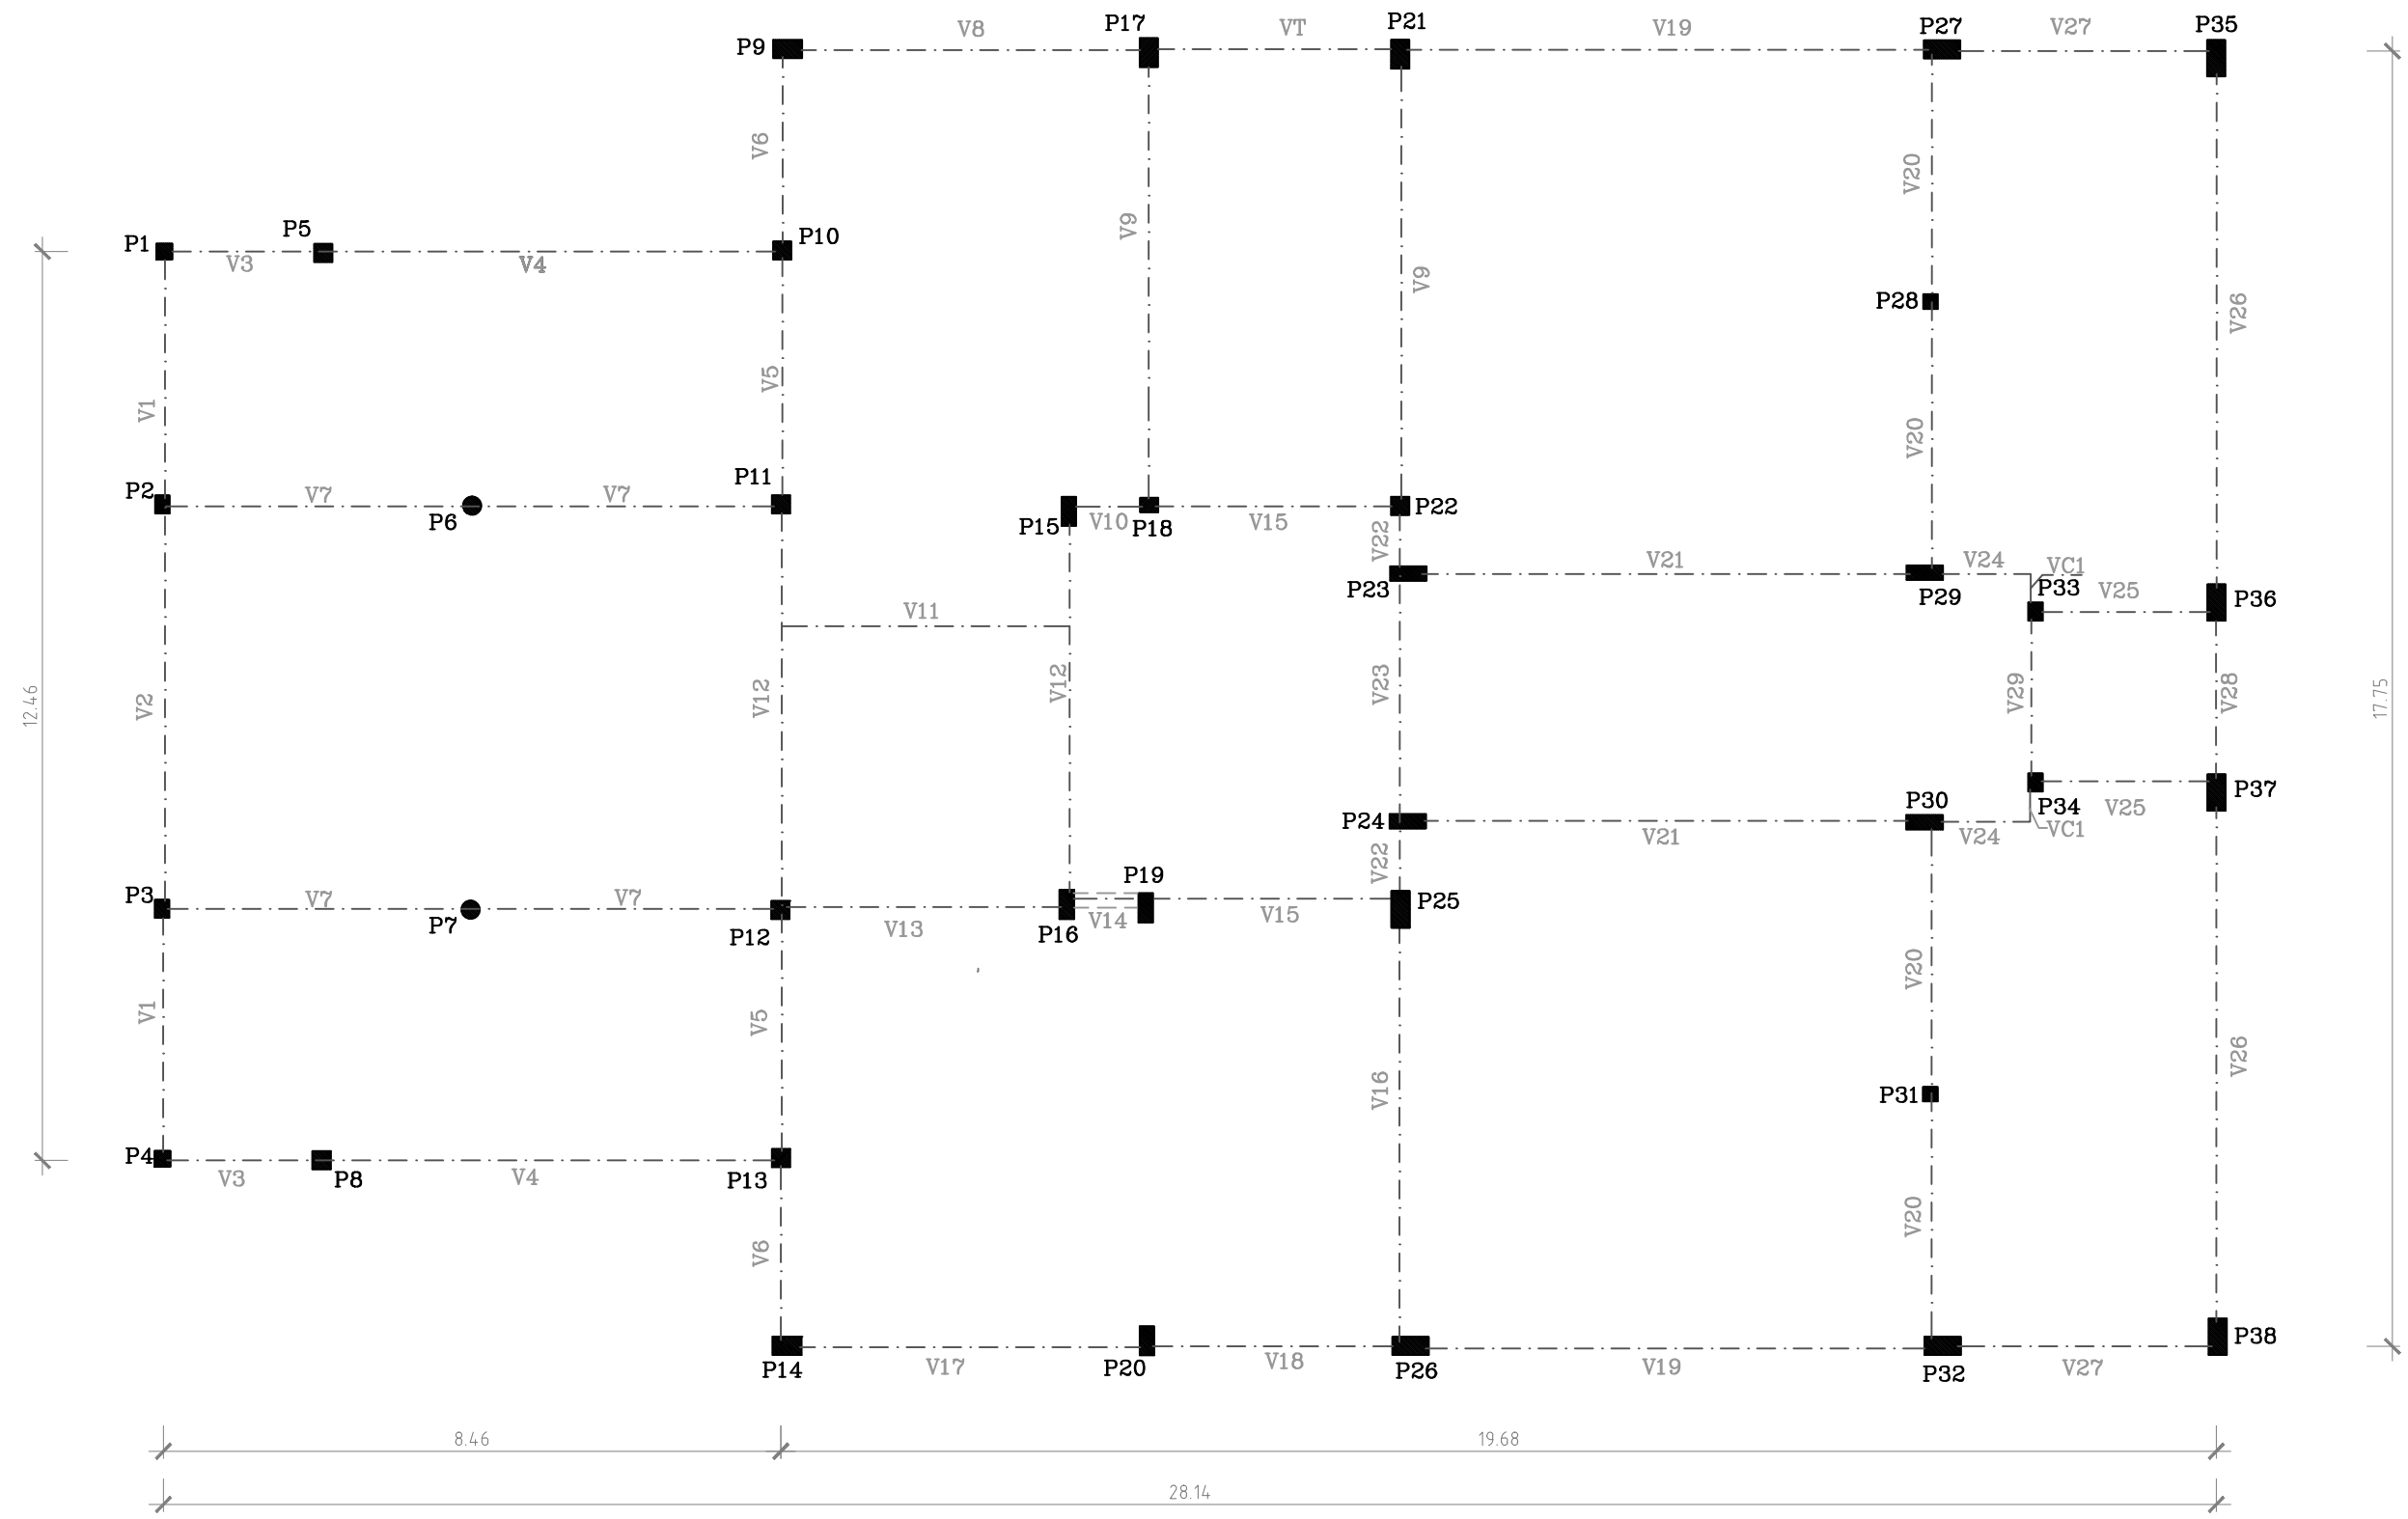 P9 V8 P17 VT P21 V19 P27 V27 P35
V6
P1 V3 P5 V4 P10
V9
V9
V20
P28
V26
V1
V5
V20
P2 V7 P6 V7 P11
P15 V10 P18 V15 P22
V22
P23 V21 P29 V24 VC1
P33 V25 P36
V11
12.46
V2
V12
V12
V23
V29
V28
17.75
P24 V21 P30 V24 P34 V25 P37
VC1
V22
P3 V7 P7 V7 P12 V13 P16 V14 P19 V15 P25
V20
V1
V5
V16
V26
P31
P4 V3 P8 V4 P13
V20
V6
P14 V17 P20 V18 P26 V19 P32 V27 P38
8.46
19.68
28.14